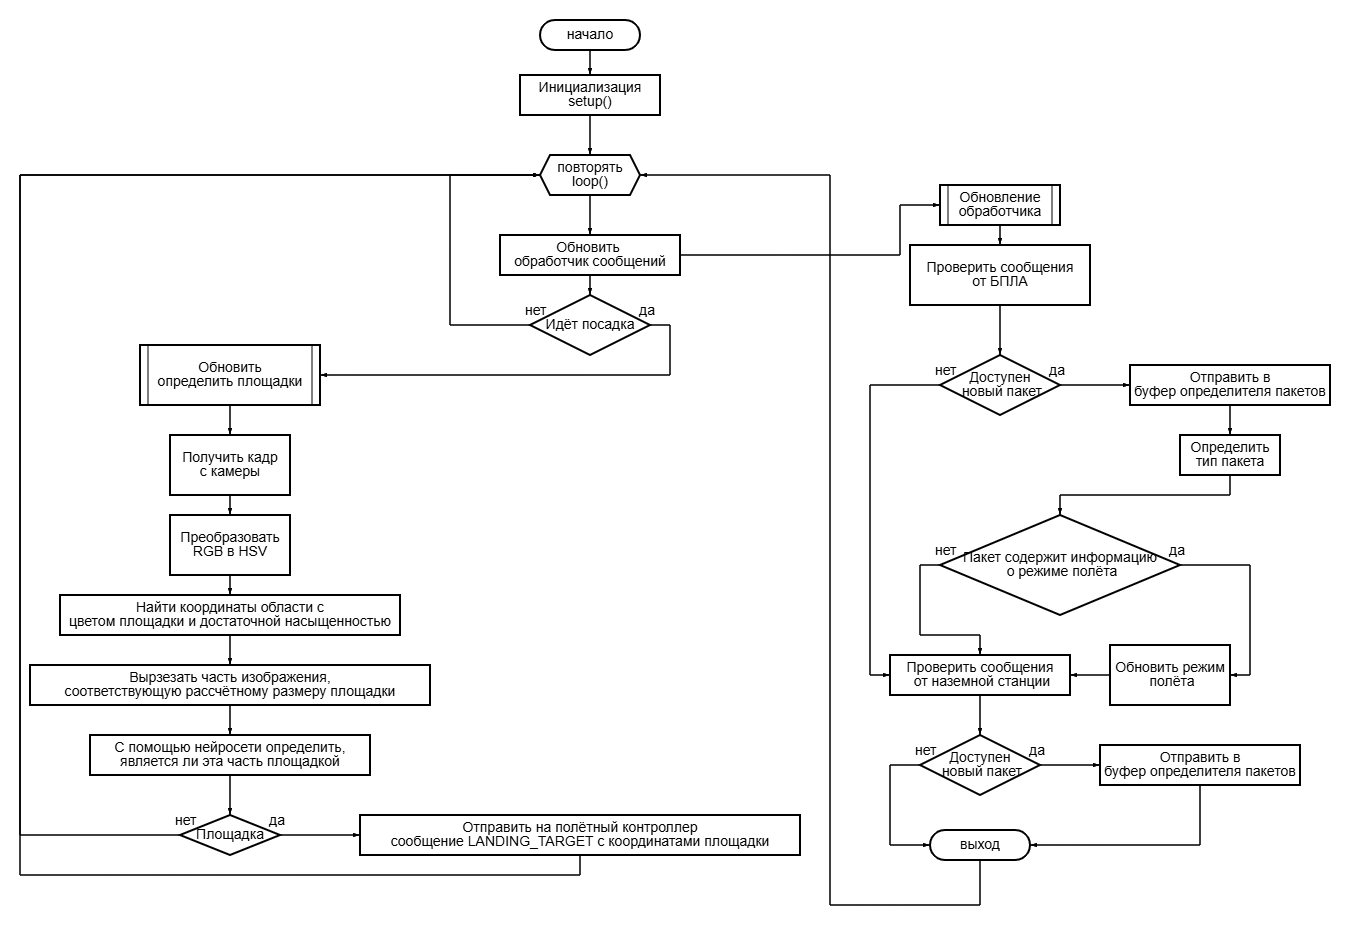 начало
Инициализация
setup()
повторять
loop()
Обновить
обработчик сообщений
нет
да
Идёт посадка
Обновить
определить площадки
Получить кадр
с камеры
Преобразовать
RGB в HSV
Найти координаты области с
цветом площадки и достаточной насыщенностью
Вырзезать часть изображения,
соответствующую рассчётному размеру площадки
С помощью нейросети определить,
является ли эта часть площадкой
нет
да
Площадка
Отправить на полётный контроллер
сообщение LANDING_TARGET с координатами площадки
Обновление
обработчика
Проверить сообщения
от БПЛА
нет
да
Доступен
новый пакет
Отправить в
буфер определителя пакетов
Определить
тип пакета
нет
да
Пакет содержит информацию
о режиме полёта
Проверить сообщения
от наземной станции
Обновить режим
полёта
нет
да
Доступен
новый пакет
Отправить в
буфер определителя пакетов
выход